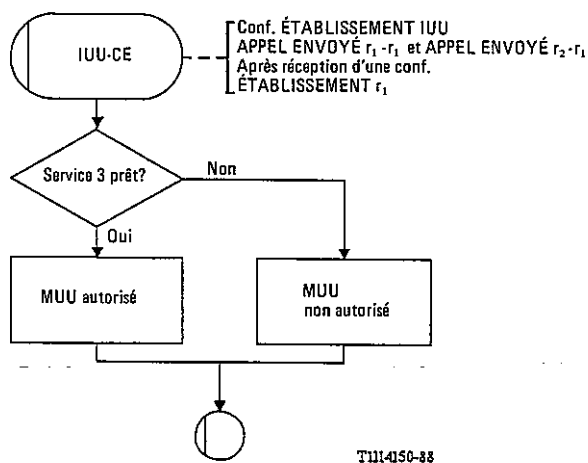 IUU-CE
Conf. ÉTABLISSEMENT IUU
APPEL ENVOYÉ r₁-r₁ et APPEL ENVOYÉ r₂-r₁
Après réception d'une conf.
ÉTABLISSEMENT r₁
Service 3 prêt?
Non
Oui
MUU autorisé
MUU
non autorisé
T1114150-88